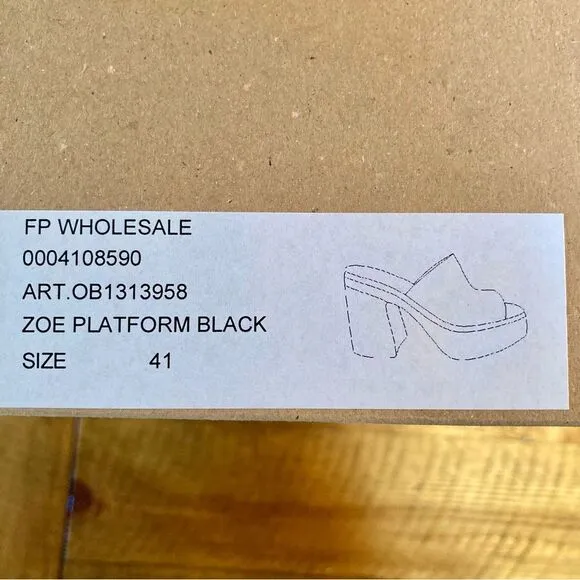 FP WHOLESALE
0004108590
ART.OB1313958
ZOE PLATFORM BLACK
SIZE 41